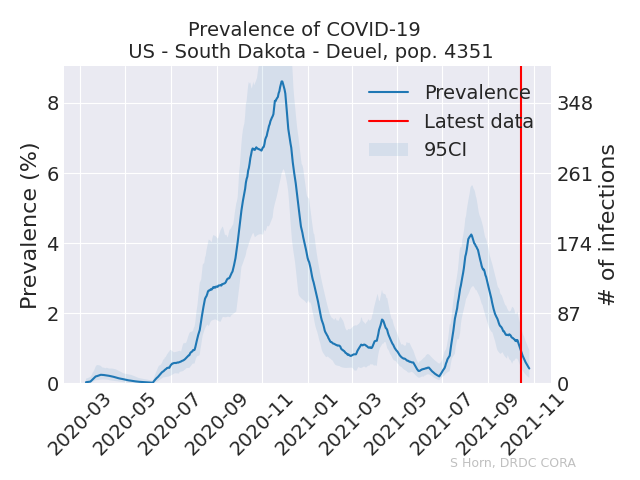 Prevalence of COVID-19
US - South Dakota - Deuel, pop. 4351
Prevalence (%)
8
6
4
2
0
Prevalence
Latest data
95CI
348
261
174
87
0
# of infections
2020-03
2020-05
2020-07
2020-09
2020-11
2021-01
2021-03
2021-05
2021-07
2021-09
2021-11
S Horn, DRDC CORA